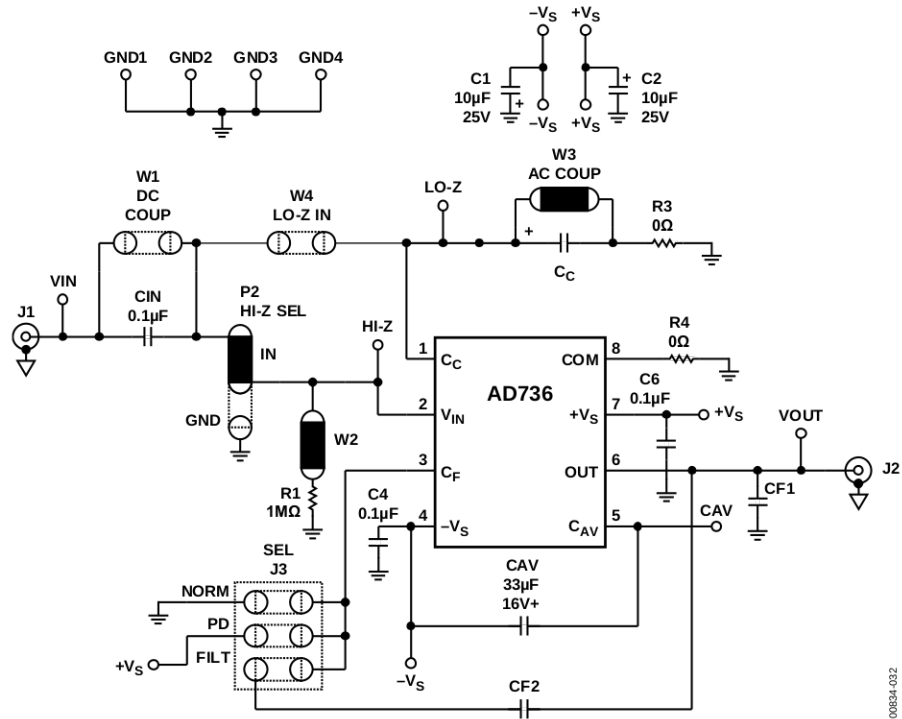 –VS +VS
GND1 GND2 GND3 GND4
C1
10µF
25V
+
–VS +VS
+
C2
10µF
25V
W1
DC
COUP
W4
LO-Z IN
LO-Z
W3
AC COUP
+
CC
R3
0Ω
J1
VIN
CIN
0.1µF
P2
HI-Z SEL
IN
GND
HI-Z
W2
R1
1MΩ
AD736
1 CC
2 VIN
3 CF
4 –VS
8 COM
7 +VS
6 OUT
5 CAV
R4
0Ω
C6
0.1µF
+VS
VOUT
J2
CF1
CAV
C4
0.1µF
CAV
33µF
16V+
–VS
SEL
J3
NORM
PD
FILT
+VS
CF2
00834-032